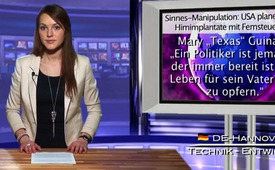 Sinnes-Manipulation: USA plane
Hirnimplantate mit Fernsteue
Mary „Texas" Guina
„Ein Politiker ist jema
der immer bereit ist
Leben für sein Vater
zu opfern."
DE-Hannov
Technik - Entwi